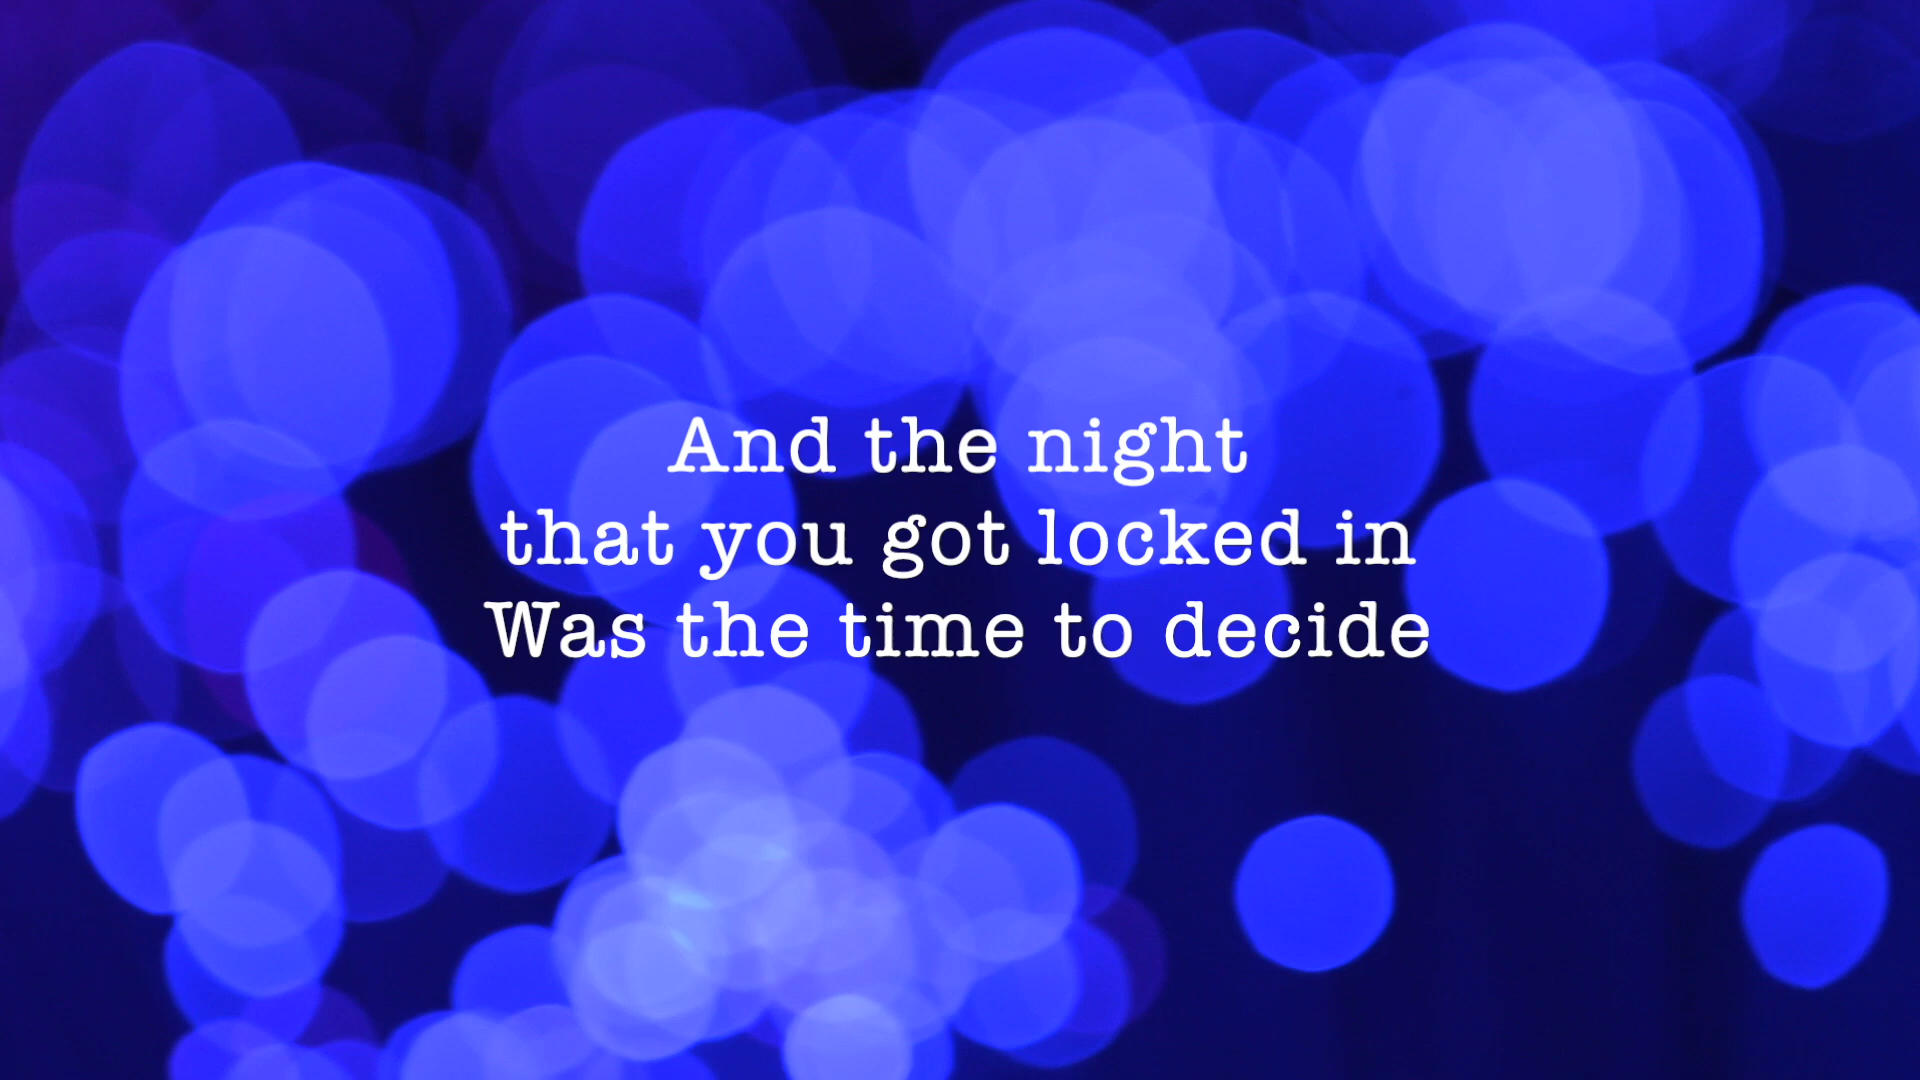 And the night
that you got locked in
Was the time to decide